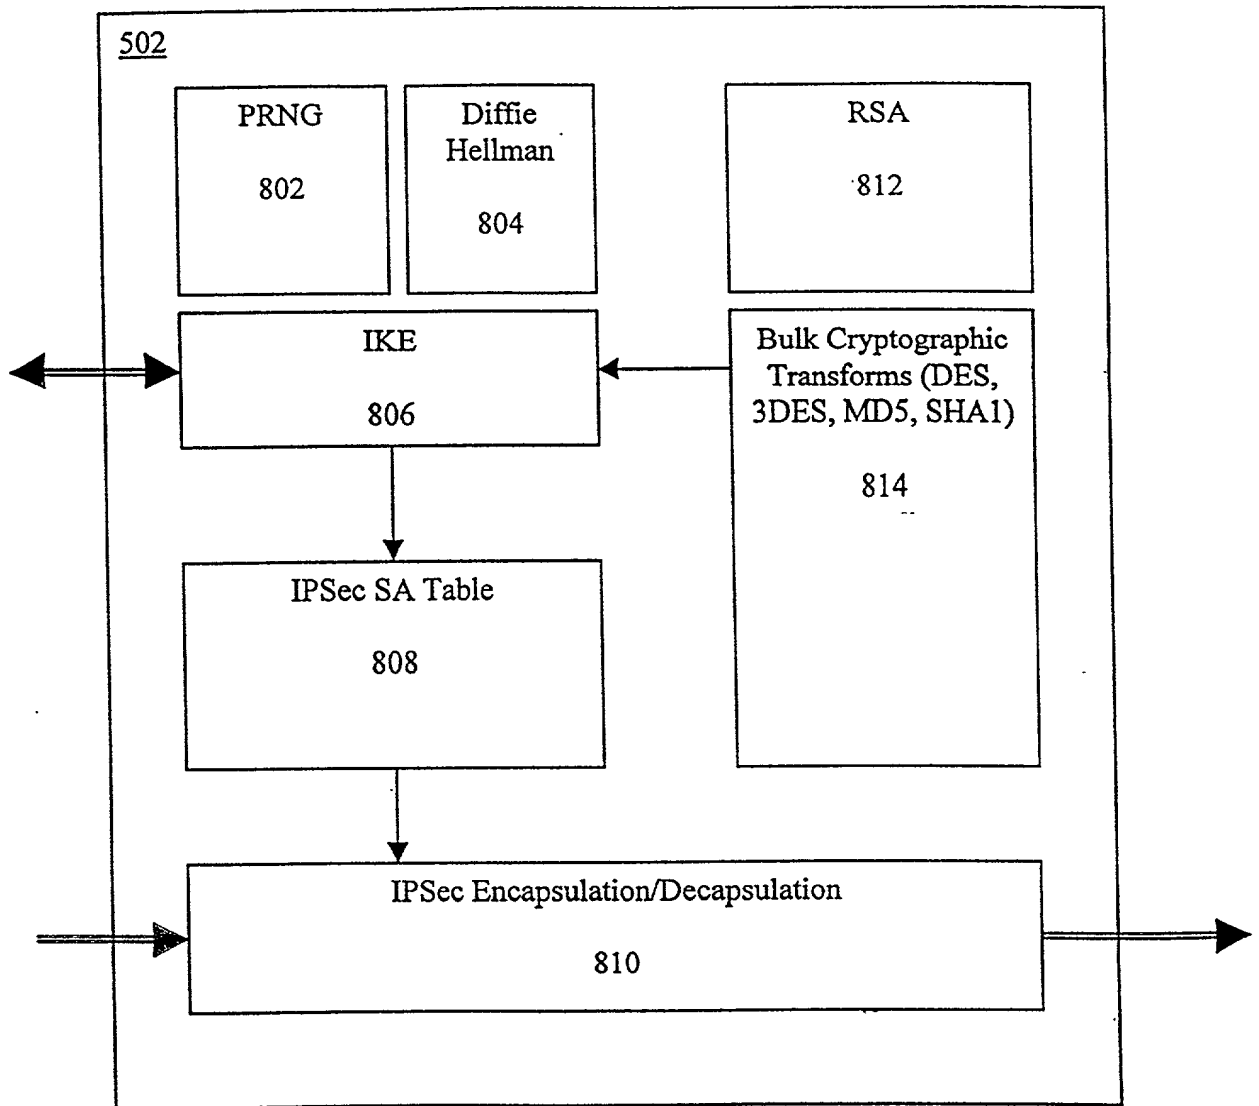 502
PRNG
802
Diffie
Hellman
804
RSA
812
IKE
806
Bulk Cryptographic
Transforms (DES,
3DES, MD5, SHA1)
814
IPSec SA Table
808
IPSec Encapsulation/Decapsulation
810